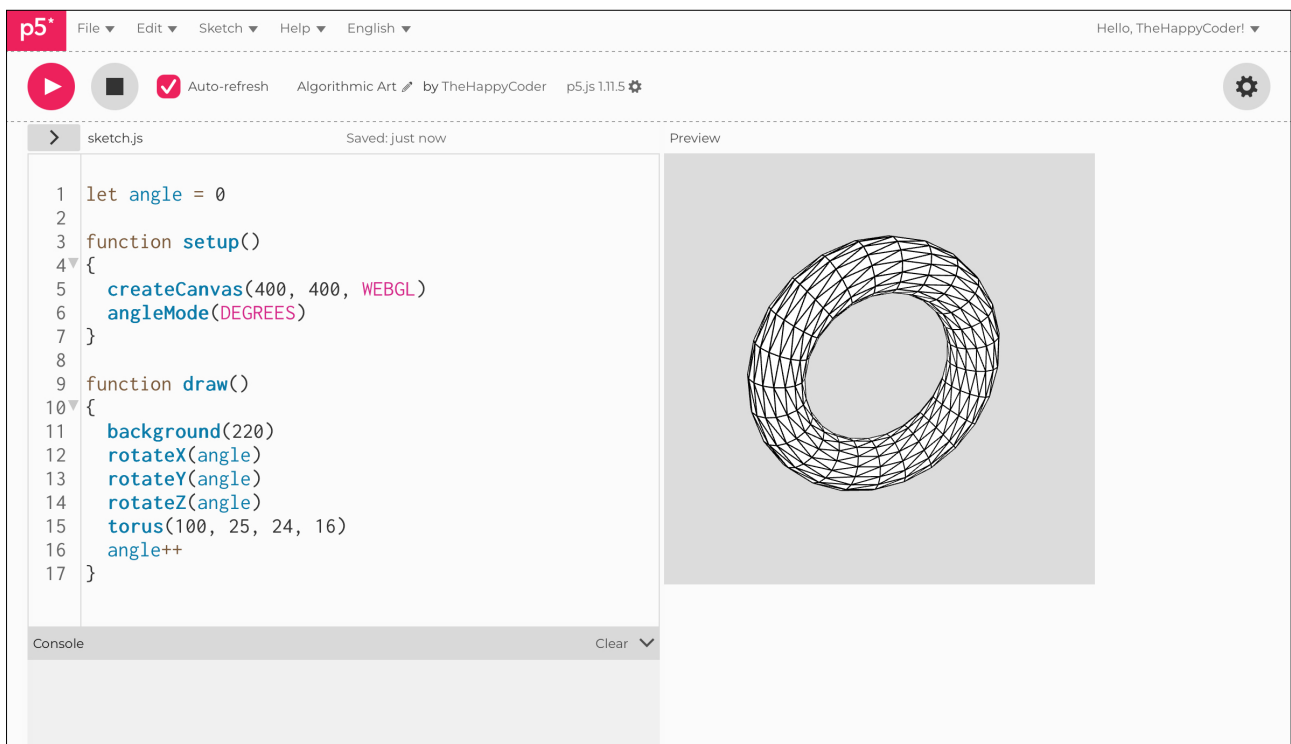 p5* File Edit Sketch Help English Hello, TheHappyCoder!
Auto-refresh Algorithmic Art by TheHappyCoder p5.js 1.11.5
sketch.js Saved: just now Preview
1 let angle = 0
2
3 function setup()
4 {
5   createCanvas(400, 400, WEBGL)
6   angleMode(DEGREES)
7 }
8
9 function draw()
10 {
11   background(220)
12   rotateX(angle)
13   rotateY(angle)
14   rotateZ(angle)
15   torus(100, 25, 24, 16)
16   angle++
17 }
Console Clear